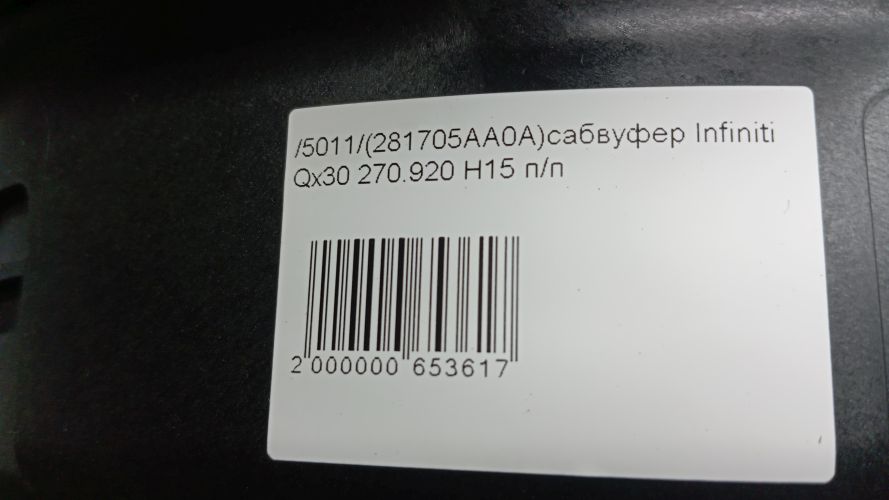 /5011/(281705AA0A)сабвуфер Infiniti
Qx30 270.920 H15 п/п
2 000000 653617